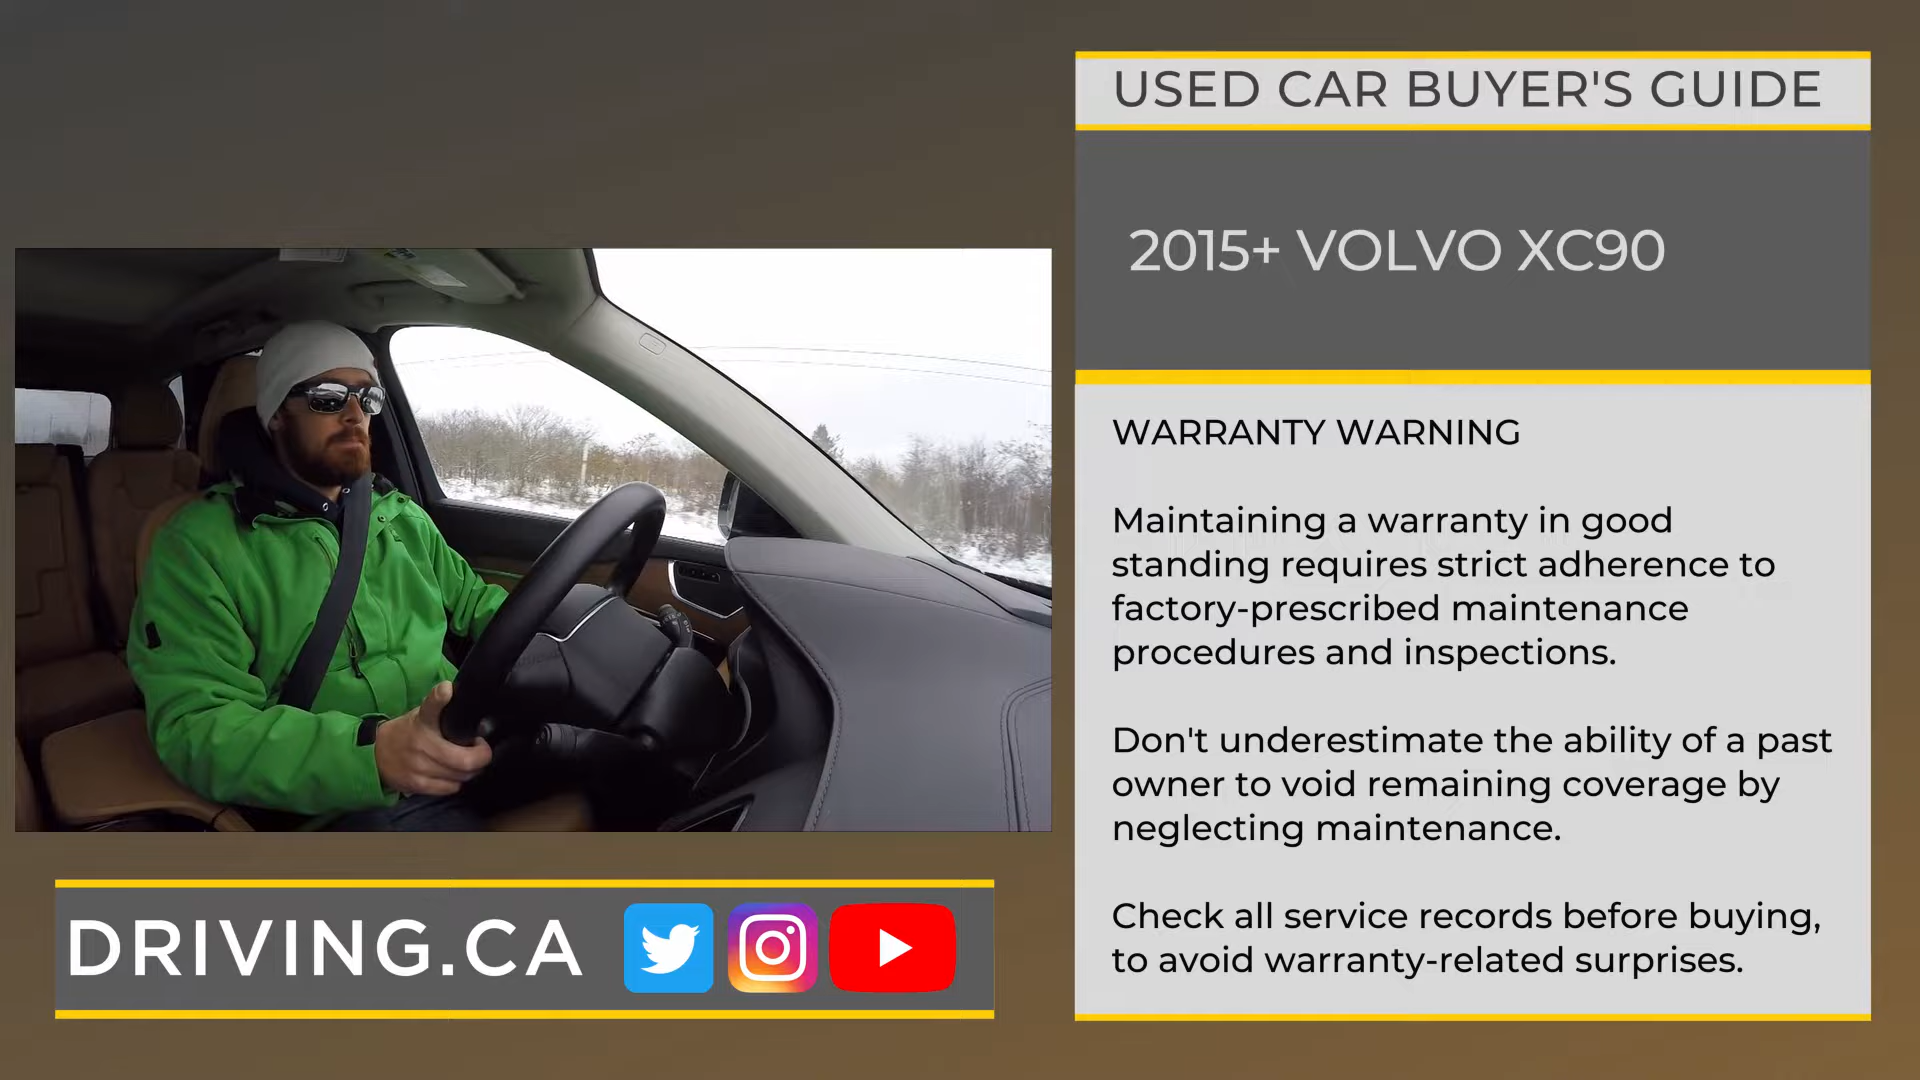 USED CAR BUYER'S GUIDE
2015+ VOLVO XC90
WARRANTY WARNING
Maintaining a warranty in good
standing requires strict adherence to
factory-prescribed maintenance
procedures and inspections.
Don't underestimate the ability of a past
owner to void remaining coverage by
neglecting maintenance.
Check all service records before buying,
to avoid warranty-related surprises.
DRIVING.CA